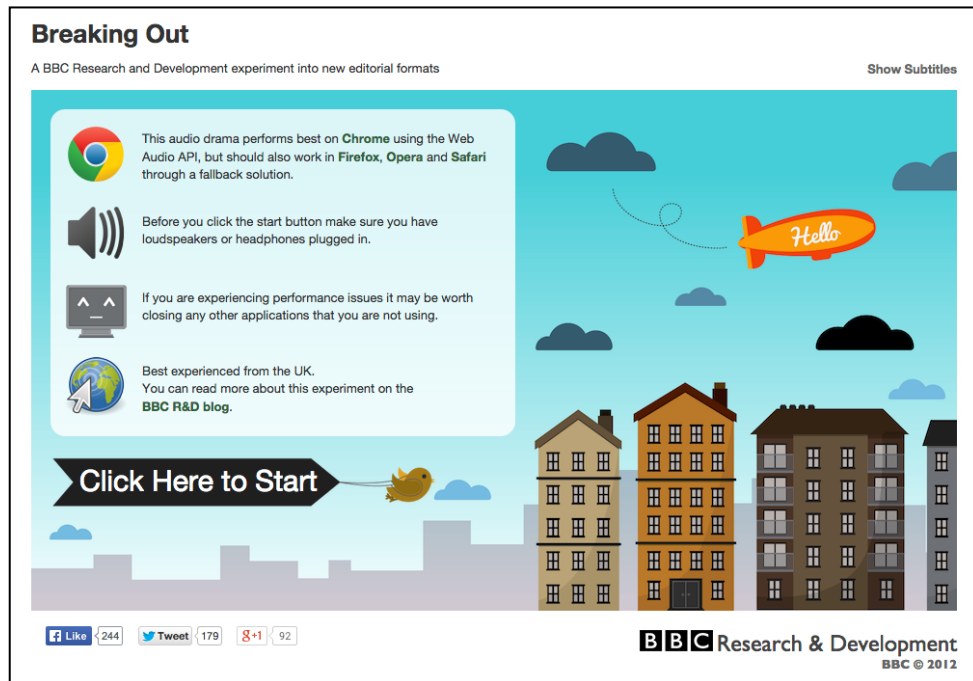 Breaking Out
A BBC Research and Development experiment into new editorial formats
Show Subtitles
This audio drama performs best on Chrome using the Web
Audio API, but should also work in Firefox, Opera and Safari
through a fallback solution.
Before you click the start button make sure you have
loudspeakers or headphones plugged in.
If you are experiencing performance issues it may be worth
closing any other applications that you are not using.
Best experienced from the UK.
You can read more about this experiment on the
BBC R&D blog.
Hello
Click Here to Start
Like 244 Tweet 179 g+1 92
BBC Research & Development
BBC © 2012